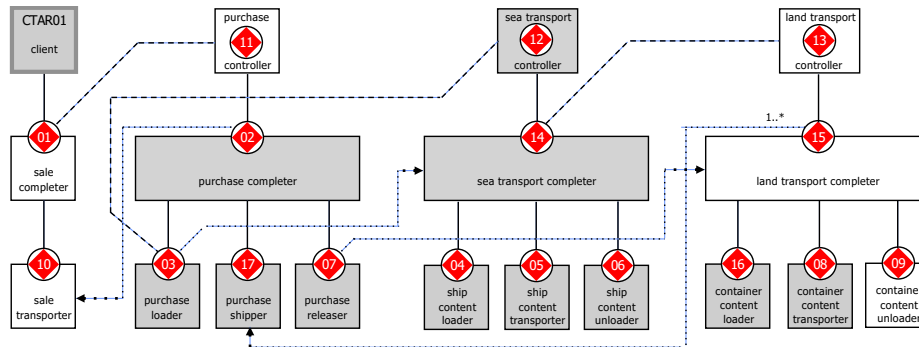 CTAR01
client
purchase
11
controller
sea transport
12
controller
land transport
13
controller
1..*
01
sale
completer
02
purchase completer
14
sea transport completer
15
land transport completer
10
sale
transporter
03
purchase
loader
17
purchase
shipper
07
purchase
releaser
04
ship
content
loader
05
ship
content
transporter
06
ship
content
unloader
16
container
content
loader
08
container
content
transporter
09
container
content
unloader